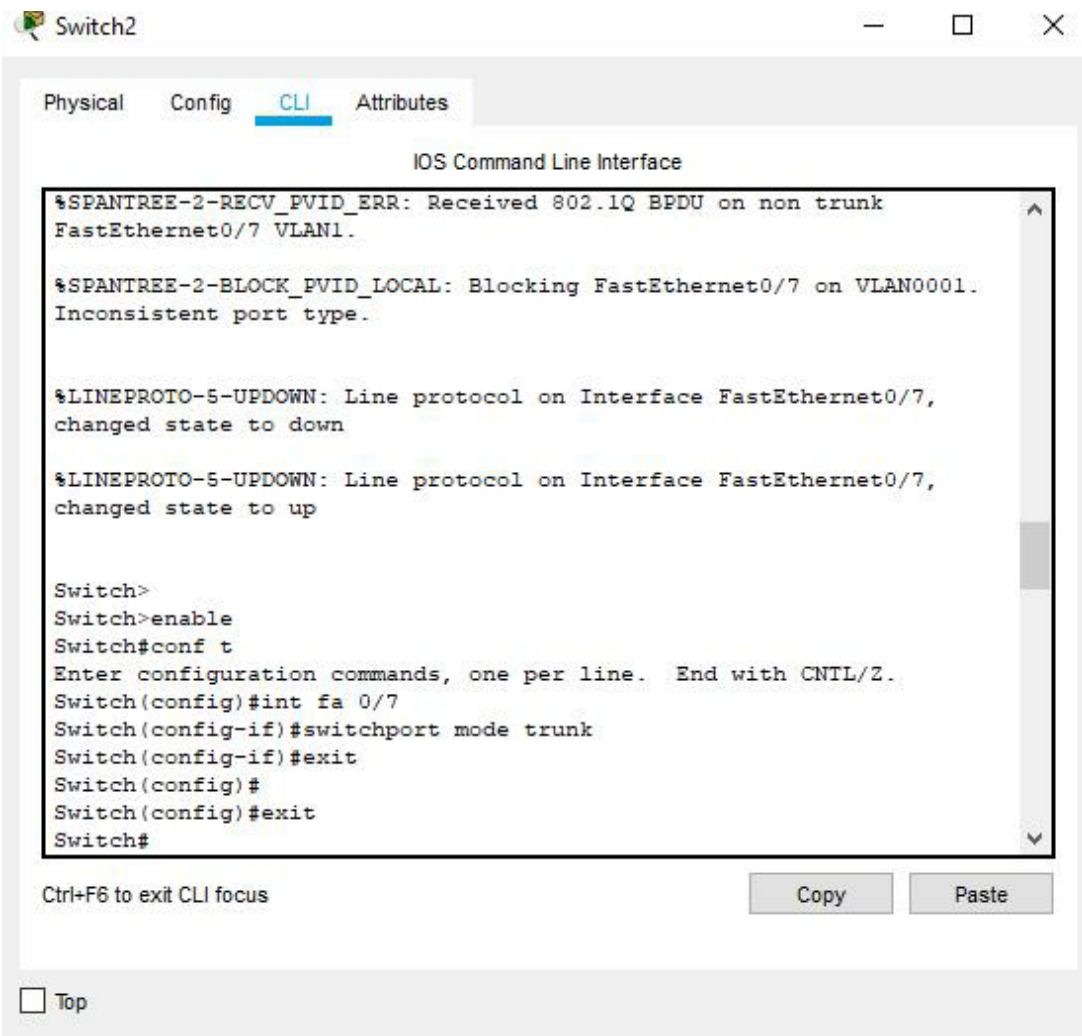 Switch2
Physical Config CLI Attributes
IOS Command Line Interface
%SPANTREE-2-RECV_PVID_ERR: Received 802.1Q BPDU on non trunk
FastEthernet0/7 VLAN1.
%SPANTREE-2-BLOCK_PVID_LOCAL: Blocking FastEthernet0/7 on VLAN0001.
Inconsistent port type.
%LINEPROTO-5-UPDOWN: Line protocol on Interface FastEthernet0/7,
changed state to down
%LINEPROTO-5-UPDOWN: Line protocol on Interface FastEthernet0/7,
changed state to up
Switch>
Switch>enable
Switch#conf t
Enter configuration commands, one per line.  End with CNTL/Z.
Switch(config)#int fa 0/7
Switch(config-if)#switchport mode trunk
Switch(config-if)#exit
Switch(config)#
Switch(config)#exit
Switch#
Ctrl+F6 to exit CLI focus
Copy Paste
Top